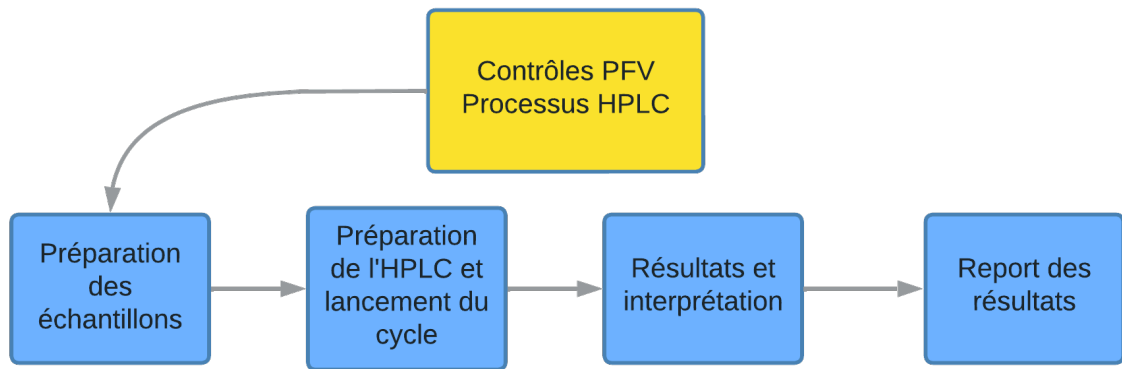 Contrôles PFV
Processus HPLC
Préparation
des
échantillons
Préparation
de l'HPLC et
lancement du
cycle
Résultats et
interprétation
Report des
résultats